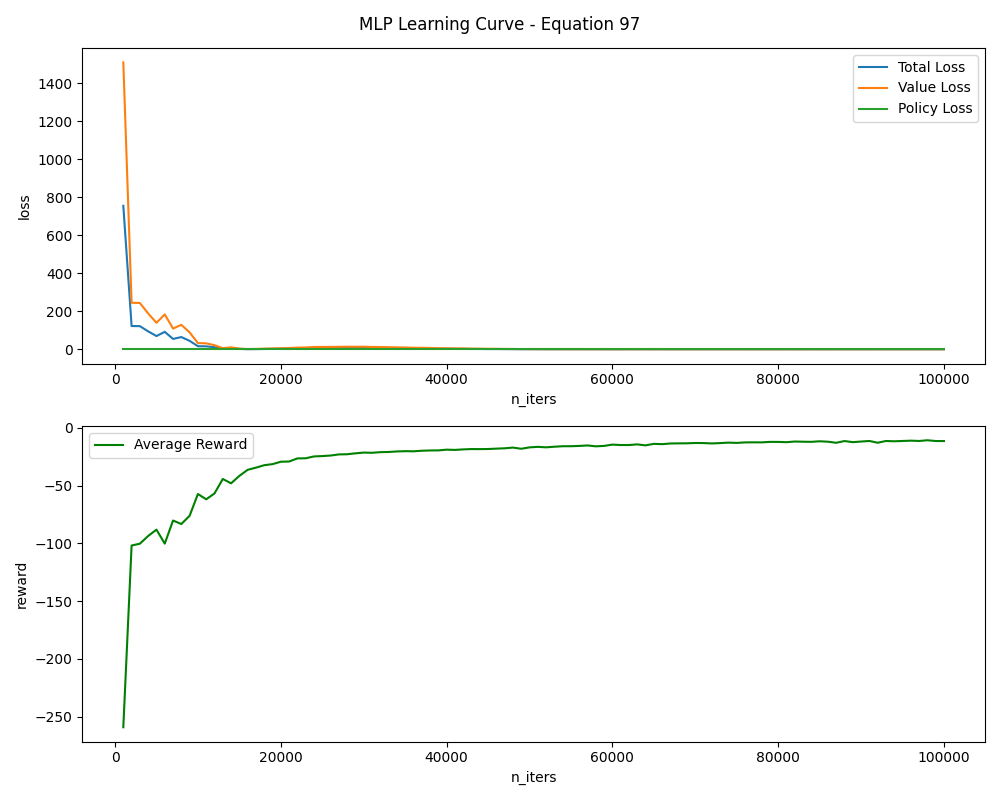 MLP Learning Curve - Equation 97
Total Loss
Value Loss
Policy Loss
1400
1200
1000
800
600
400
200
0
loss
0 20000 40000 60000 80000 100000
n_iters
Average Reward
0
−50
−100
−150
−200
−250
reward
0 20000 40000 60000 80000 100000
n_iters